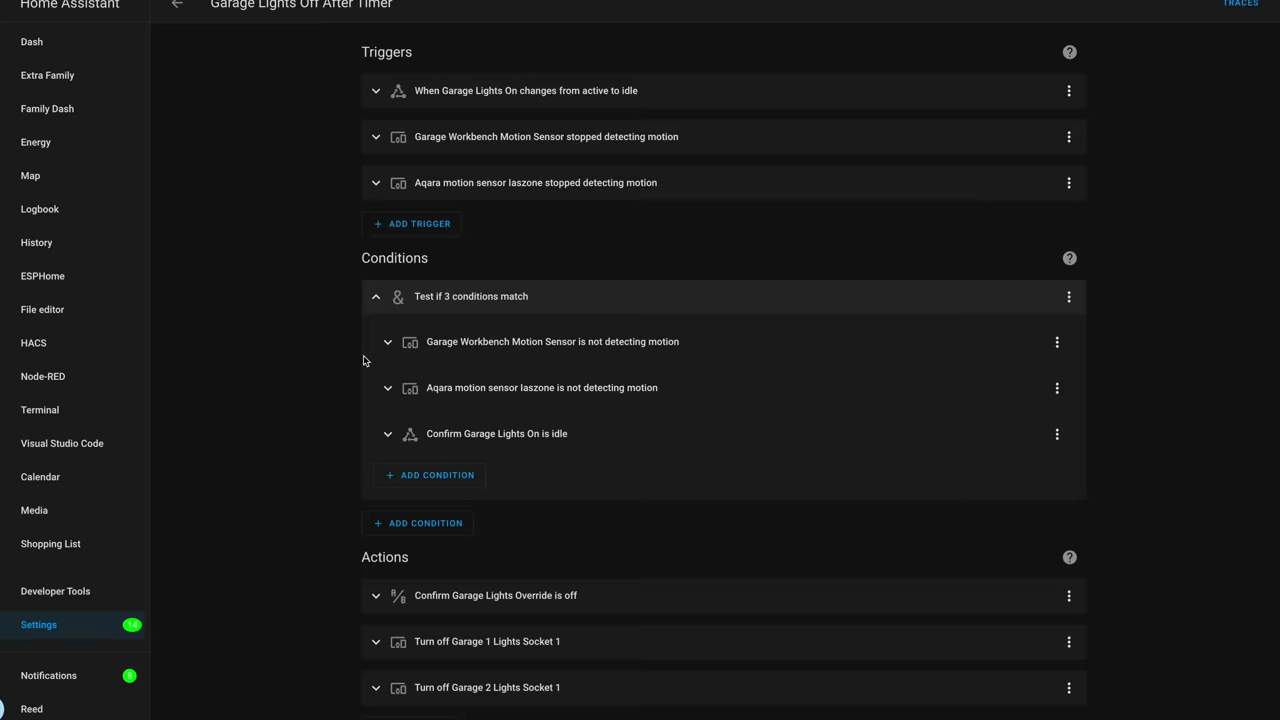 Home Assistant
Garage Lights Off After Timer
TRACES
Dash
Extra Family
Family Dash
Energy
Map
Logbook
History
ESPHome
File editor
HACS
Node-RED
Terminal
Visual Studio Code
Calendar
Media
Shopping List
Developer Tools
Settings 14
Notifications 8
Reed
Triggers
When Garage Lights On changes from active to idle
Garage Workbench Motion Sensor stopped detecting motion
Aqara motion sensor Iaszone stopped detecting motion
+ ADD TRIGGER
Conditions
& Test if 3 conditions match
Garage Workbench Motion Sensor is not detecting motion
Aqara motion sensor Iaszone is not detecting motion
Confirm Garage Lights On is idle
+ ADD CONDITION
+ ADD CONDITION
Actions
Confirm Garage Lights Override is off
Turn off Garage 1 Lights Socket 1
Turn off Garage 2 Lights Socket 1